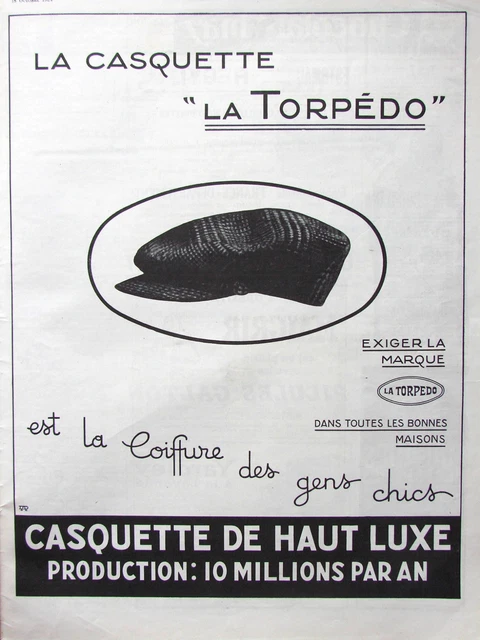 LA CASQUETTE
"LA TORPÉDO"
EXIGER LA
MARQUE
LA TORPEDO
DANS TOUTES LES BONNES
MAISONS
est la Coiffure des gens chics
CASQUETTE DE HAUT LUXE
PRODUCTION: 10 MILLIONS PAR AN